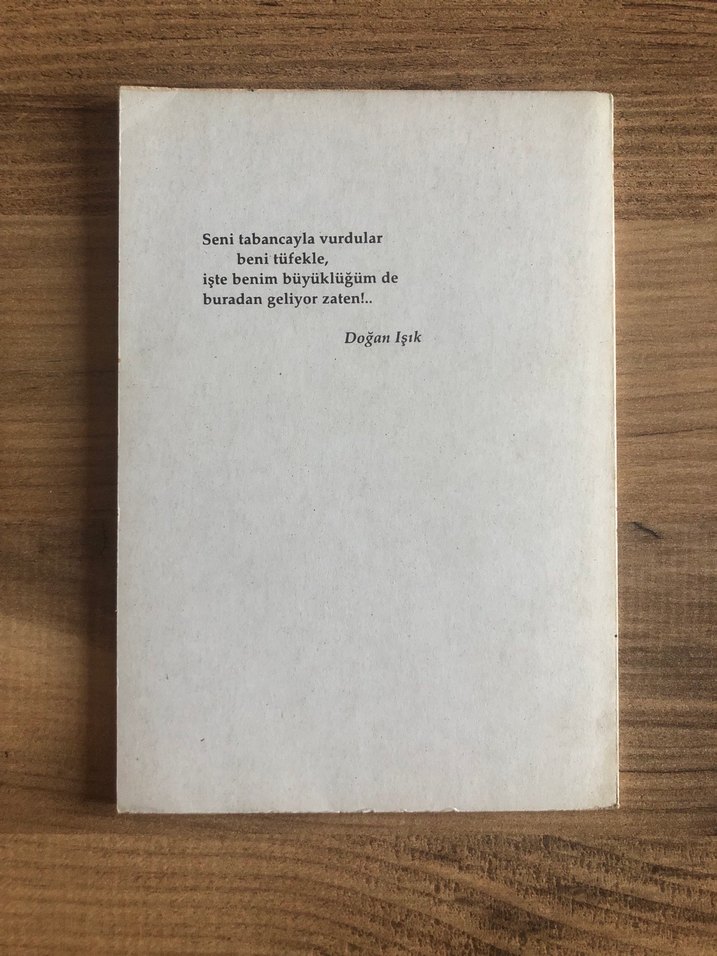 Seni tabancayla vurdular
beni tüfekle,
işte benim büyüklüğüm de
buradan geliyor zaten!..
Doğan Işık